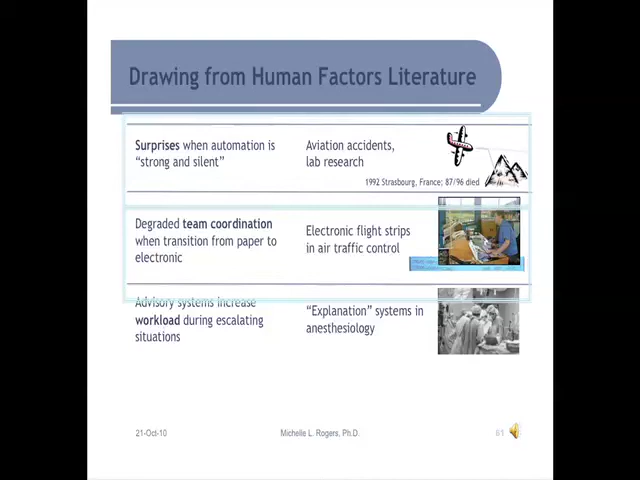 Drawing from Human Factors Literature
Surprises when automation is
"strong and silent"
Aviation accidents,
lab research
1992 Strasbourg, France; 87/96 died
Degraded team coordination
when transition from paper to
electronic
Electronic flight strips
in air traffic control
Advisory systems increase
workload during escalating
situations
"Explanation" systems in
anesthesiology
21-Oct-10
Michelle L. Rogers, Ph.D.
61